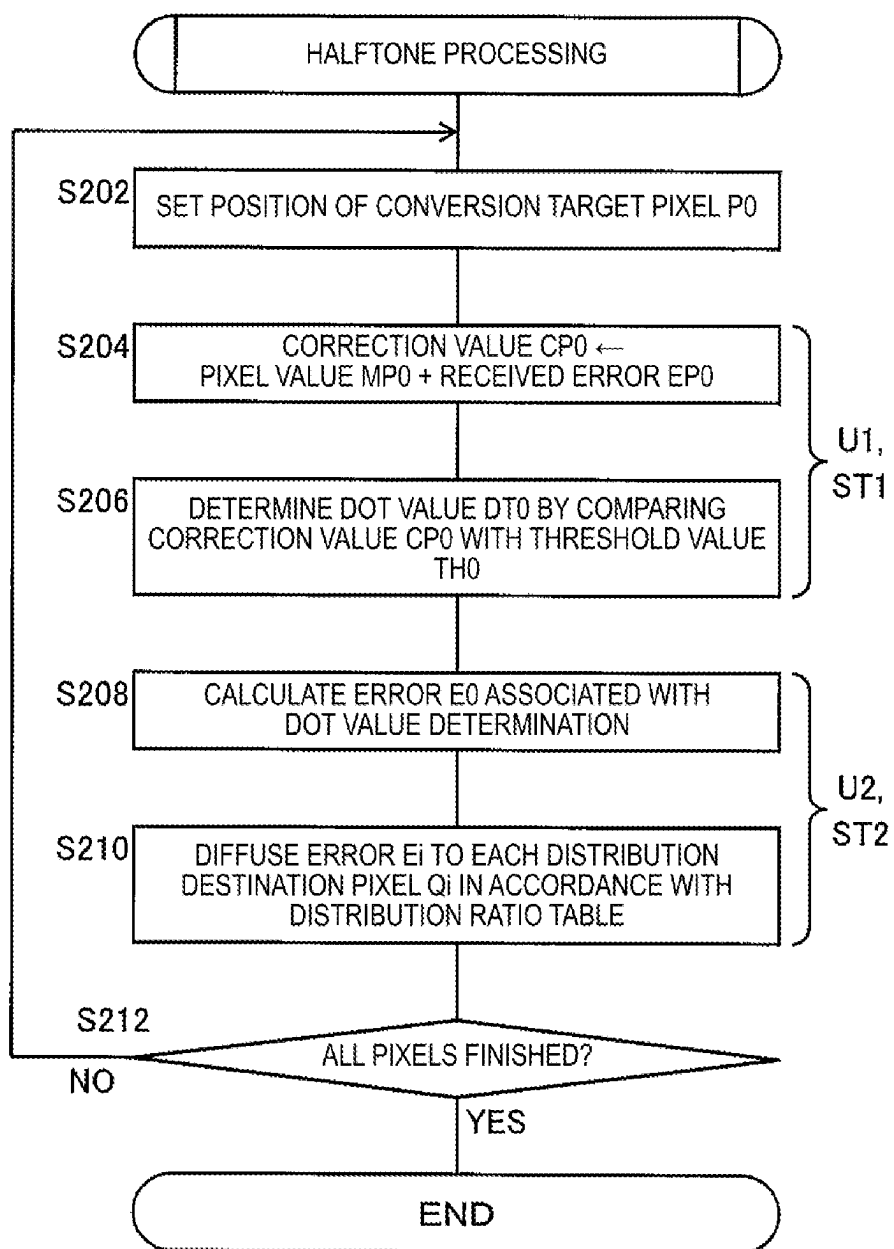 HALFTONE PROCESSING
S202
SET POSITION OF CONVERSION TARGET PIXEL P0
S204
CORRECTION VALUE CP0 ←
PIXEL VALUE MP0 + RECEIVED ERROR EP0
U1,
ST1
S206
DETERMINE DOT VALUE DT0 BY COMPARING
CORRECTION VALUE CP0 WITH THRESHOLD VALUE
TH0
S208
CALCULATE ERROR E0 ASSOCIATED WITH
DOT VALUE DETERMINATION
U2,
ST2
S210
DIFFUSE ERROR Ei TO EACH DISTRIBUTION
DESTINATION PIXEL Qi IN ACCORDANCE WITH
DISTRIBUTION RATIO TABLE
S212
ALL PIXELS FINISHED?
NO
YES
END